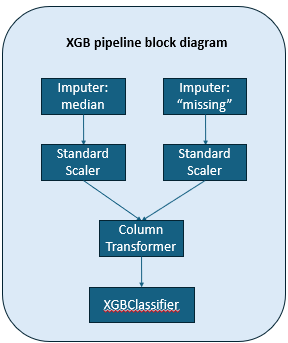 XGB pipeline block diagram
Imputer:
median
Imputer:
“missing”
Standard
Scaler
Standard
Scaler
Column
Transformer
XGBClassifier